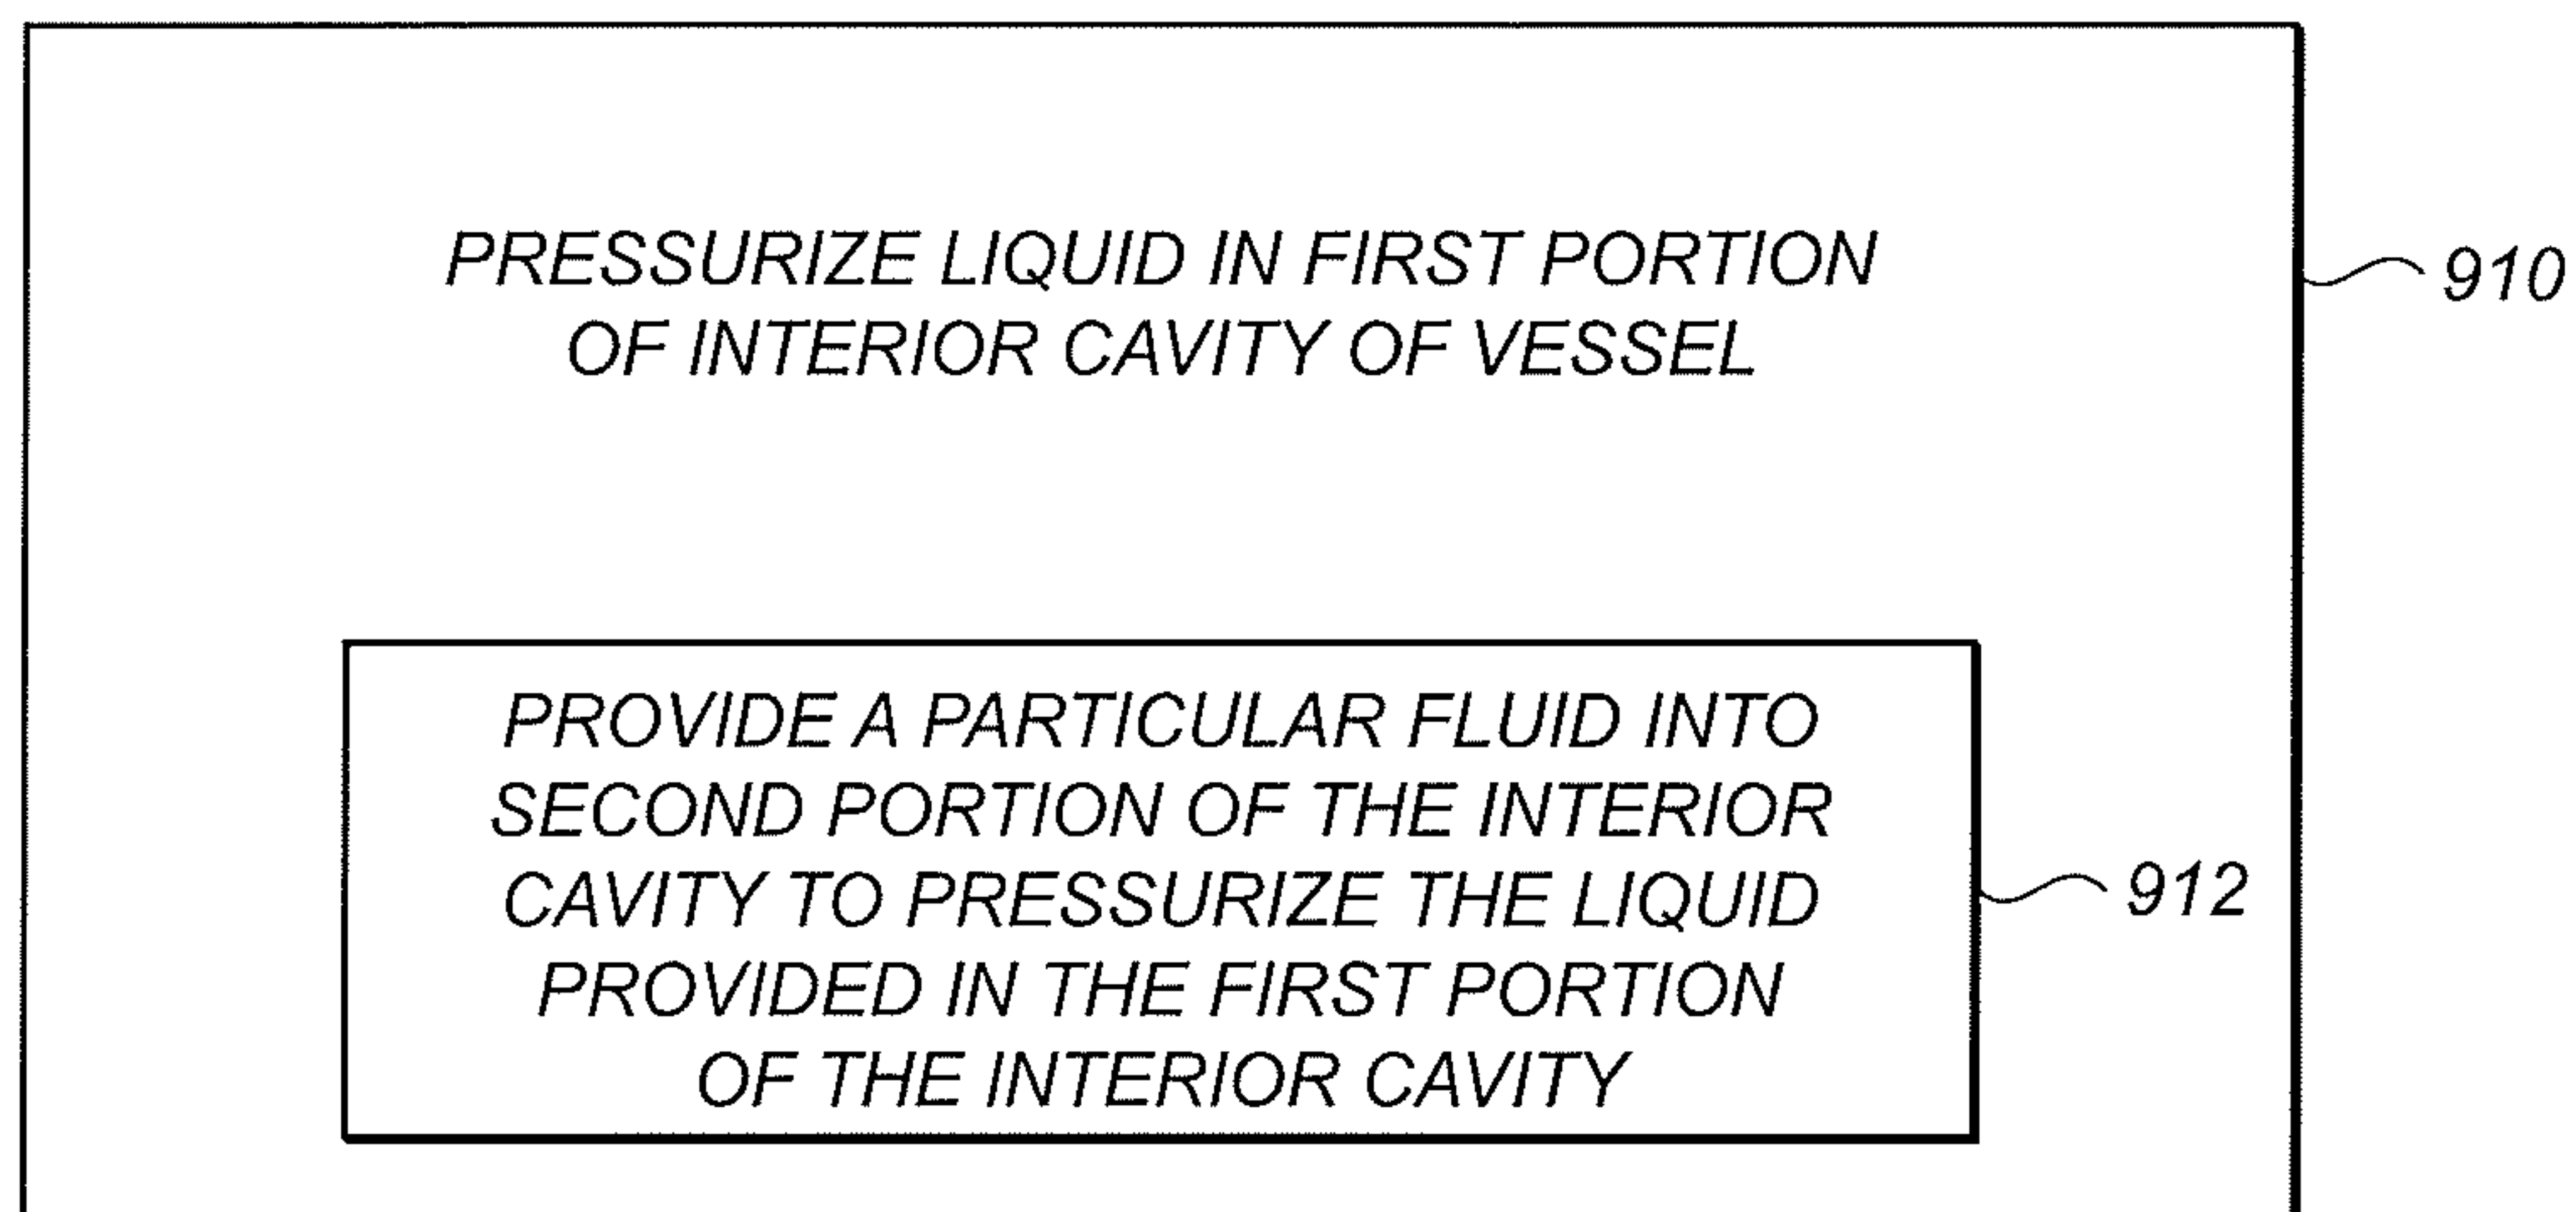 PRESSURIZE LIQUID IN FIRST PORTION
OF INTERIOR CAVITY OF VESSEL
910
PROVIDE A PARTICULAR FLUID INTO
SECOND PORTION OF THE INTERIOR
CAVITY TO PRESSURIZE THE LIQUID
PROVIDED IN THE FIRST PORTION
OF THE INTERIOR CAVITY
912